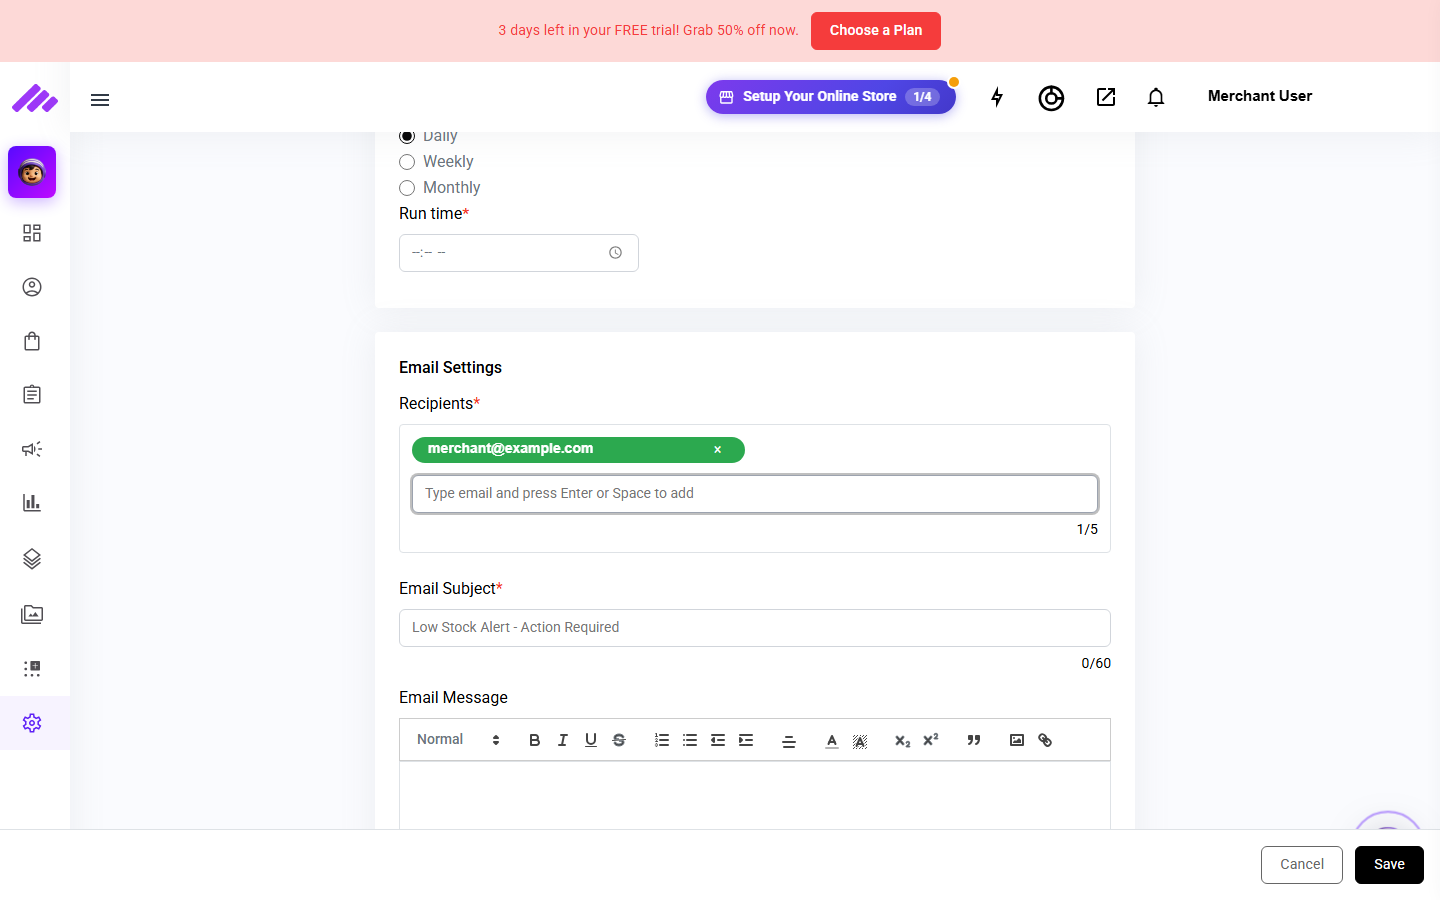 3 days left in your FREE trial! Grab 50% off now.
Choose a Plan
Setup Your Online Store 1/4
Merchant User
Daily
Weekly
Monthly
Run time*
--:-- --
Email Settings
Recipients*
merchant@example.com ×
Type email and press Enter or Space to add
1/5
Email Subject*
Low Stock Alert - Action Required
0/60
Email Message
Normal
Cancel
Save